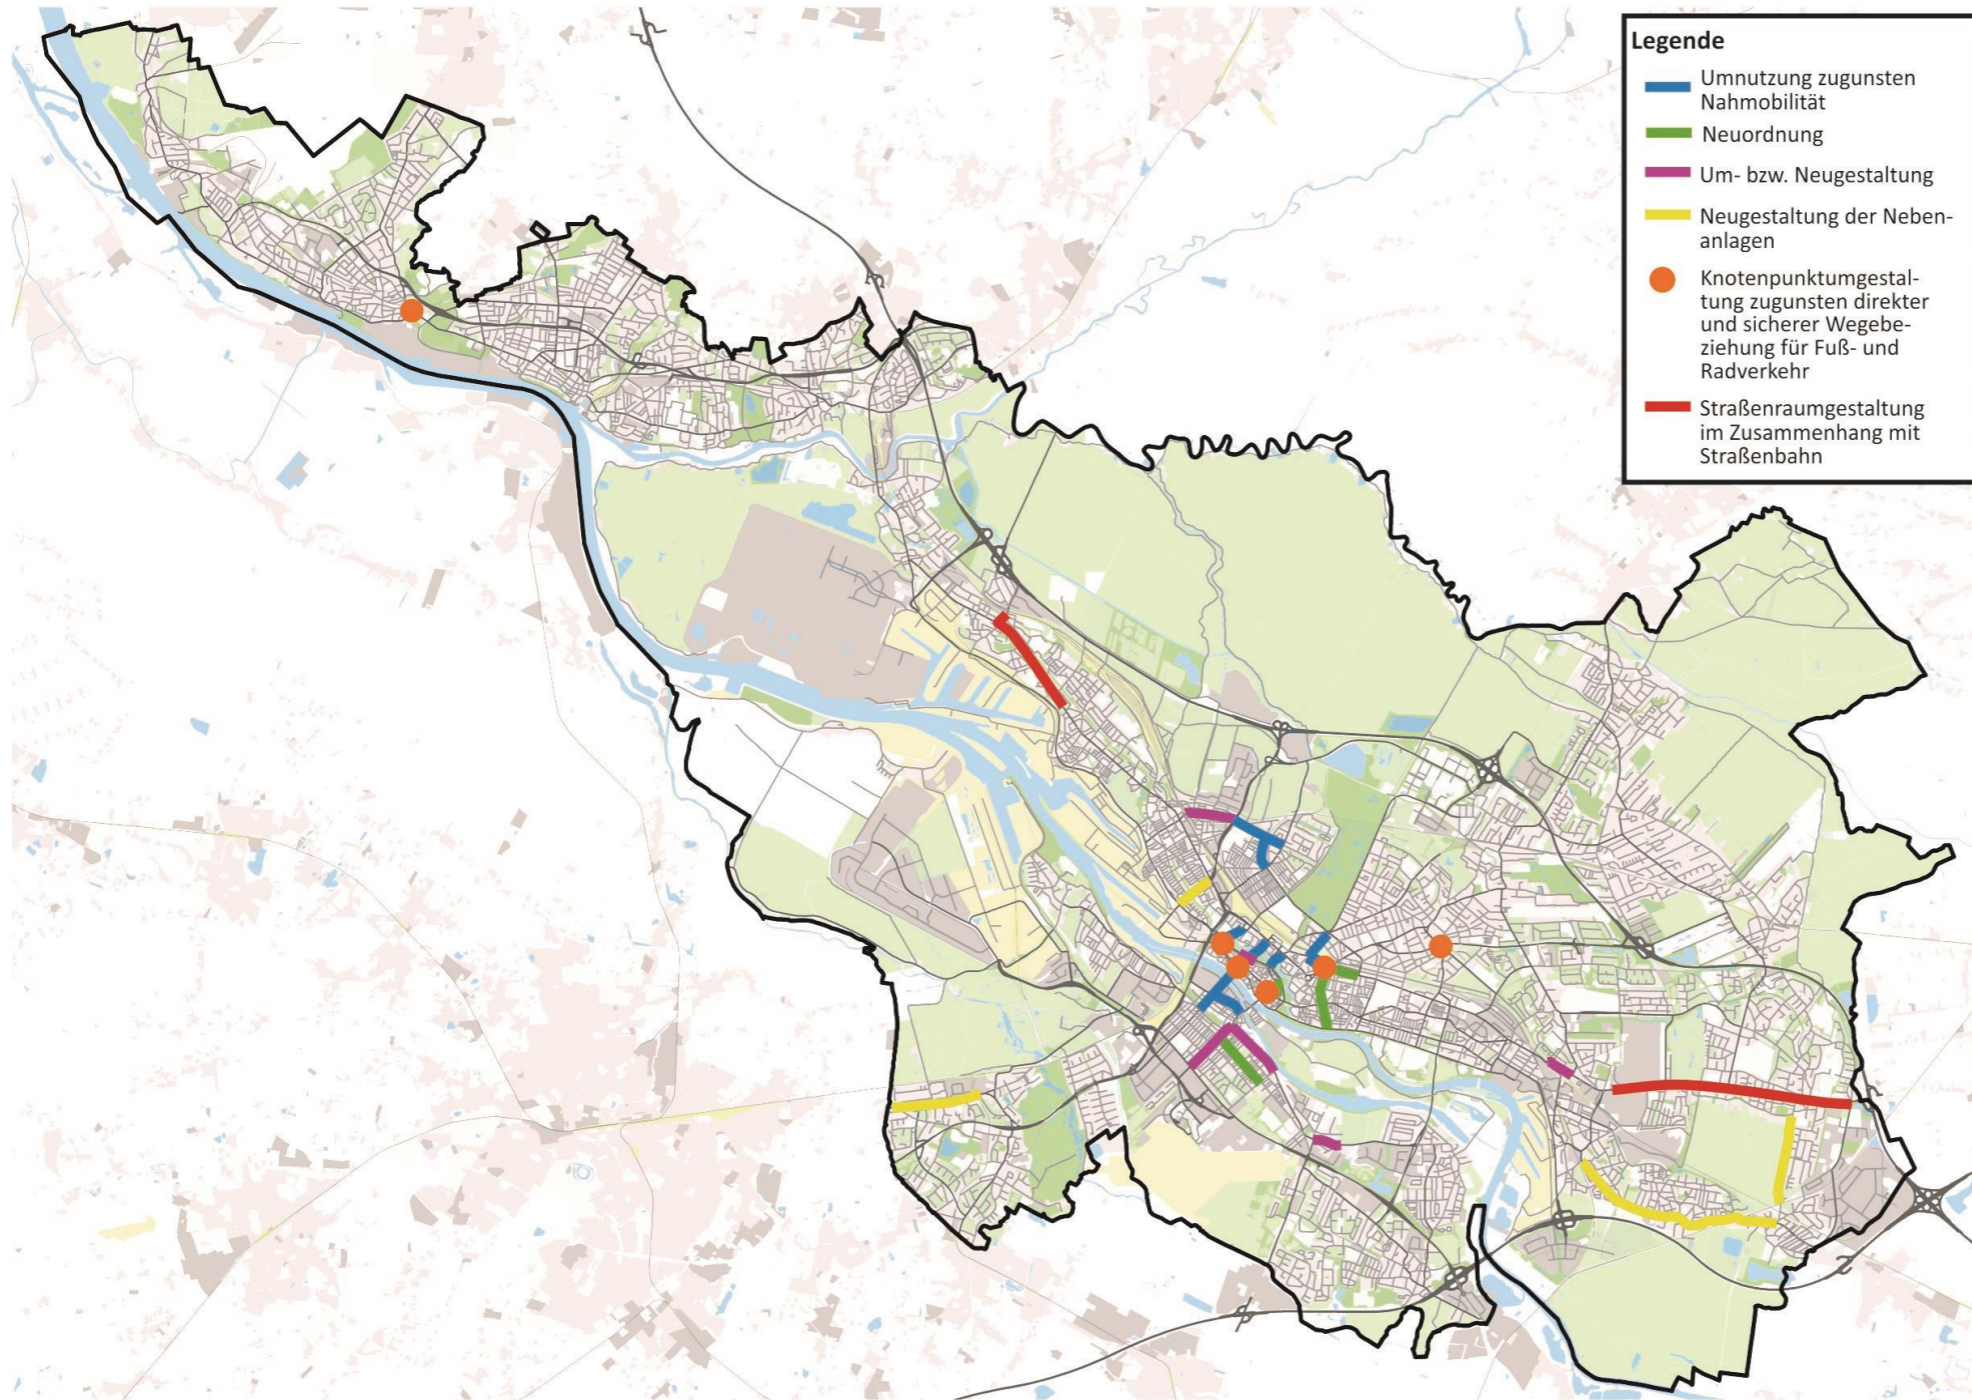 Legende
Umnutzung zugunsten
Nahmobilität
Neuordnung
Um- bzw. Neugestaltung
Neugestaltung der Neben-
anlagen
Knotenpunktumgestal-
tung zugunsten direkter
und sicherer Wegebe-
ziehung für Fuß- und
Radverkehr
Straßenraumgestaltung
im Zusammenhang mit
Straßenbahn